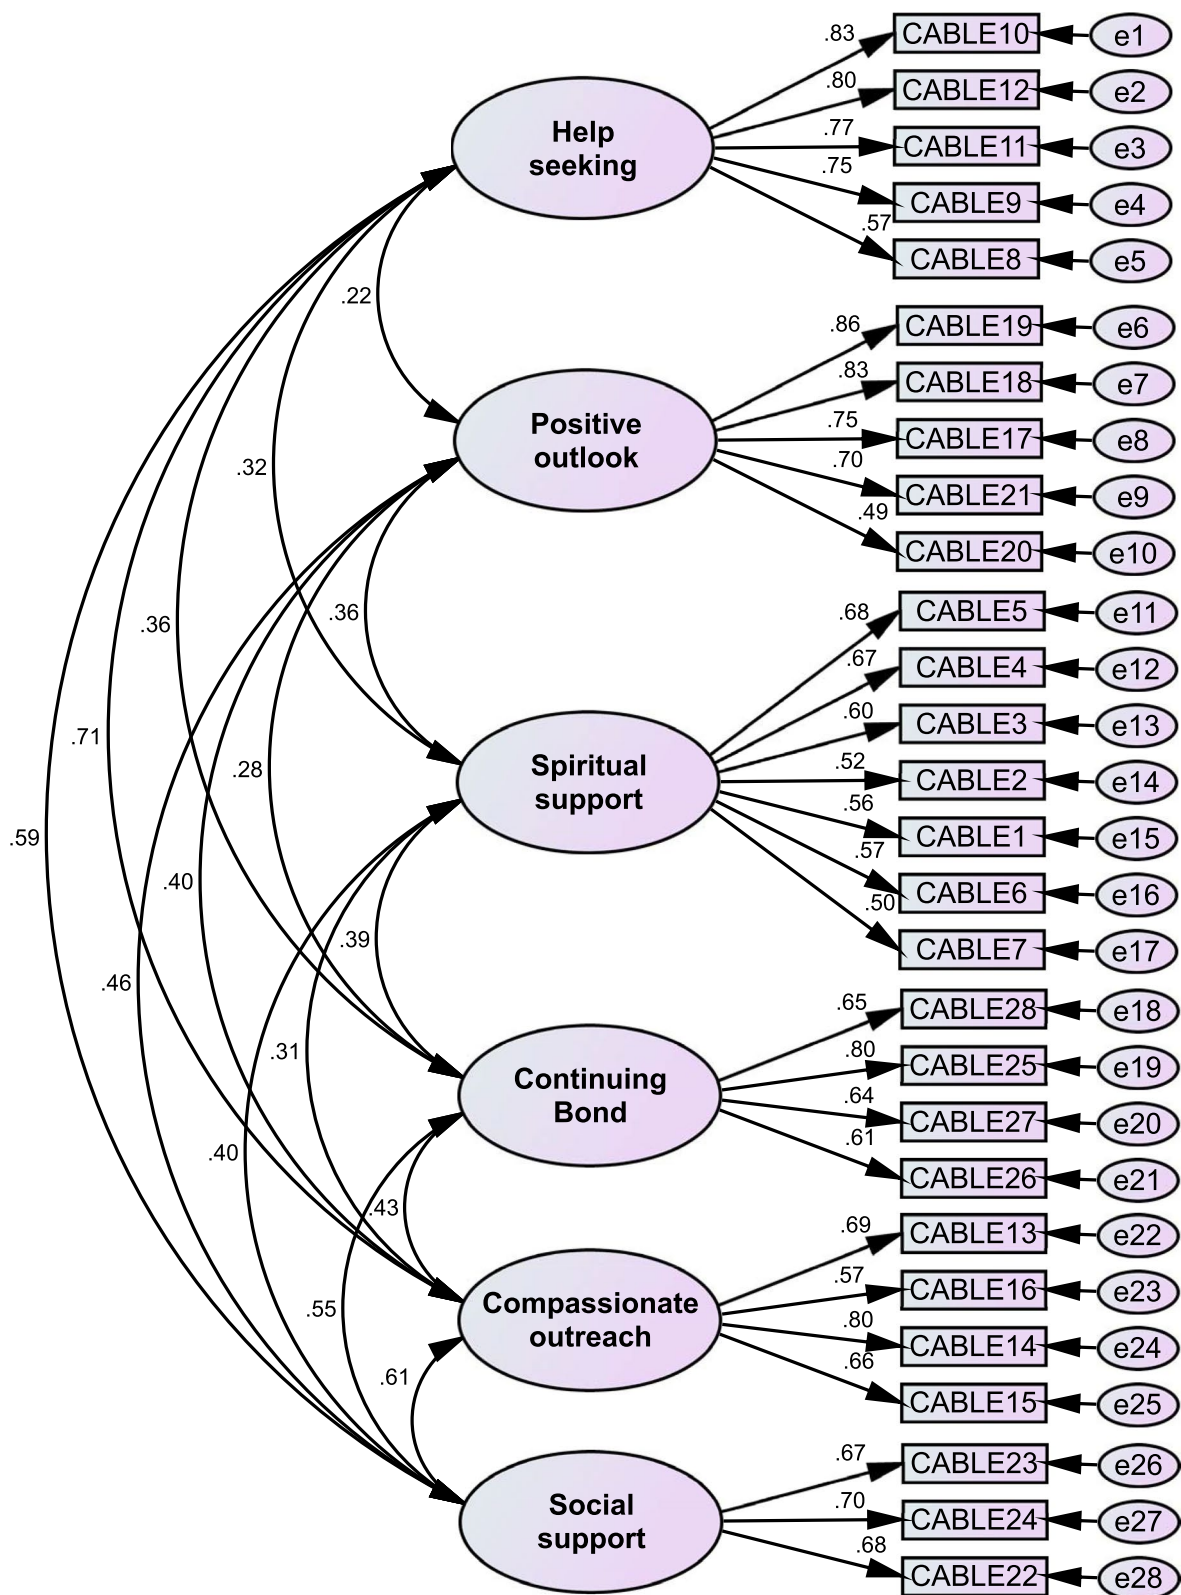 .83
CABLE10
e1
.80
CABLE12
e2
Help
seeking
.77
CABLE11
e3
.75
CABLE9
e4
.57
CABLE8
e5
.22
.86
CABLE19
e6
.83
CABLE18
e7
Positive
outlook
.75
CABLE17
e8
.70
CABLE21
e9
.49
CABLE20
e10
.32
.36
.36
.68
CABLE5
e11
.67
CABLE4
e12
.60
CABLE3
e13
Spiritual
support
.52
CABLE2
e14
.56
CABLE1
e15
.57
CABLE6
e16
.50
CABLE7
e17
.71
.28
.59
.40
.39
.46
.65
CABLE28
e18
.80
CABLE25
e19
Continuing
Bond
.64
CABLE27
e20
.61
CABLE26
e21
.31
.40
.43
.69
CABLE13
e22
.57
CABLE16
e23
Compassionate
outreach
.80
CABLE14
e24
.66
CABLE15
e25
.55
.61
.67
CABLE23
e26
Social
support
.70
CABLE24
e27
.68
CABLE22
e28